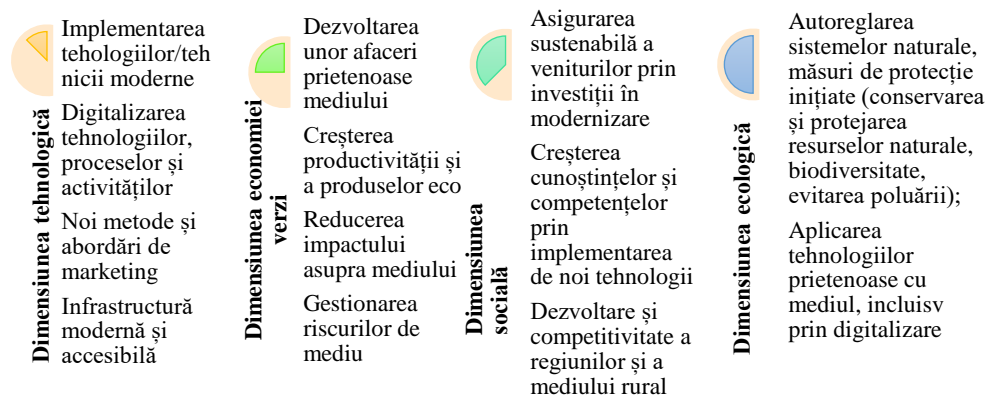 Dimensiunea tehnologică
Implementarea
tehologiilor/teh
nicii moderne
Digitalizarea
tehnologiilor,
proceselor și
activităților
Noi metode și
abordări de
marketing
Infrastructură
modernă și
accesibilă
Dimensiunea economiei
verzi
Dezvoltarea
unor afaceri
prietenoase
mediului
Creșterea
productivității și
a produselor eco
Reducerea
impactului
asupra mediului
Gestionarea
riscurilor de
mediu
Dimensiunea
socială
Asigurarea
sustenabilă a
veniturilor prin
investiții în
modernizare
Creșterea
cunoștințelor și
competențelor
prin
implementarea
de noi tehnologii
Dezvoltare și
competitivitate a
regiunilor și a
mediului rural
Dimensiunea ecologică
Autoreglarea
sistemelor naturale,
măsuri de protecție
inițiate (conservarea
și protejarea
resurselor naturale,
biodiversitate,
evitarea poluării);
Aplicarea
tehnologiilor
prietenoase cu
mediul, incluisv
prin digitalizare